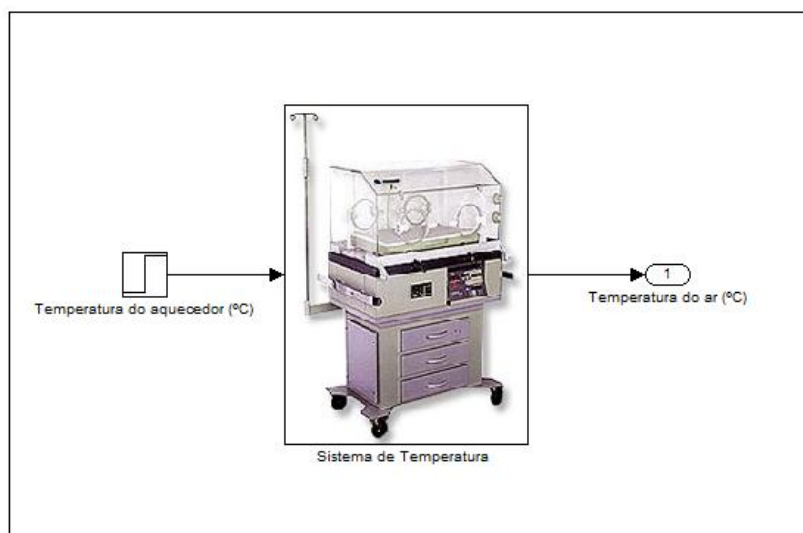 Temperatura do aquecedor (ºC)
1
Temperatura do ar (ºC)
Sistema de Temperatura